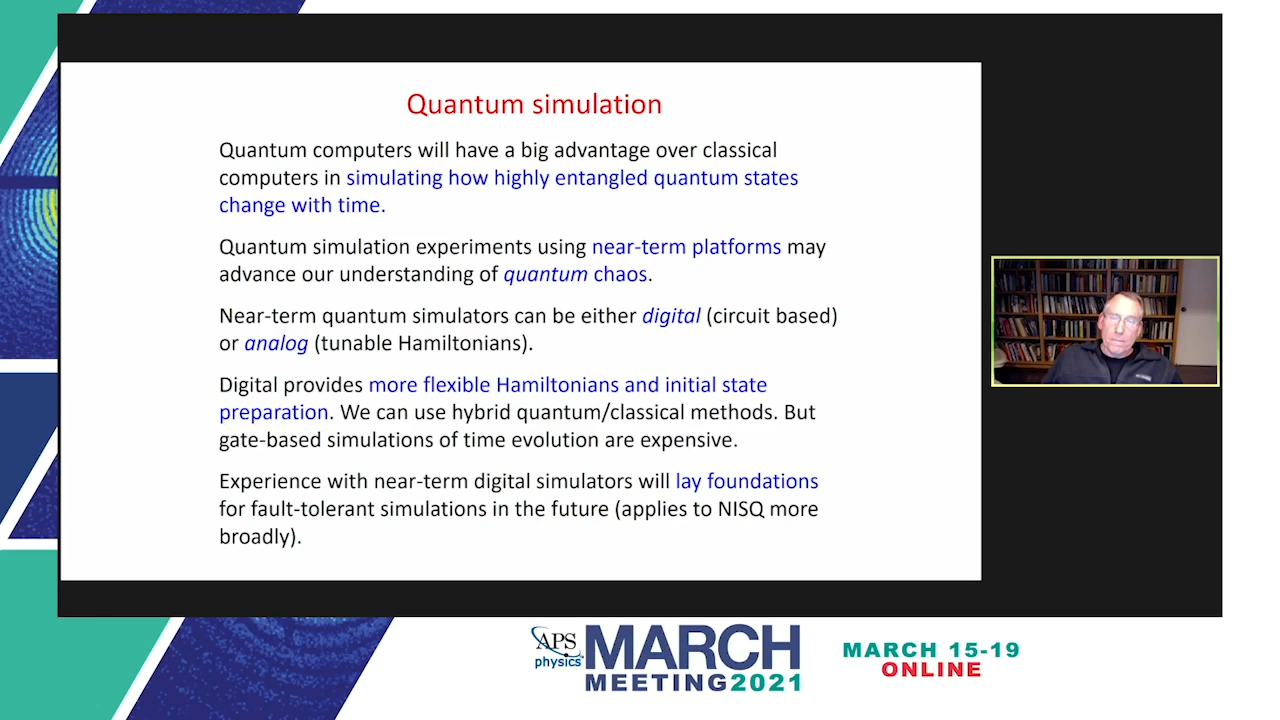 Quantum simulation
Quantum computers will have a big advantage over classical
computers in simulating how highly entangled quantum states
change with time.
Quantum simulation experiments using near-term platforms may
advance our understanding of quantum chaos.
Near-term quantum simulators can be either digital (circuit based)
or analog (tunable Hamiltonians).
Digital provides more flexible Hamiltonians and initial state
preparation. We can use hybrid quantum/classical methods. But
gate-based simulations of time evolution are expensive.
Experience with near-term digital simulators will lay foundations
for fault-tolerant simulations in the future (applies to NISQ more
broadly).
APS
physics
MARCH
MEETING2021
MARCH 15-19
ONLINE